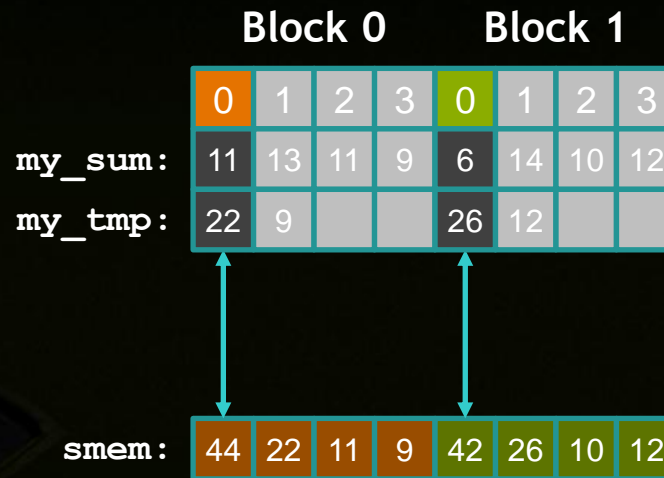 Block 0 Block 1
0 1 2 3 0 1 2 3
my_sum: 11 13 11 9 6 14 10 12
my_tmp: 22 9 26 12
smem: 44 22 11 9 42 26 10 12